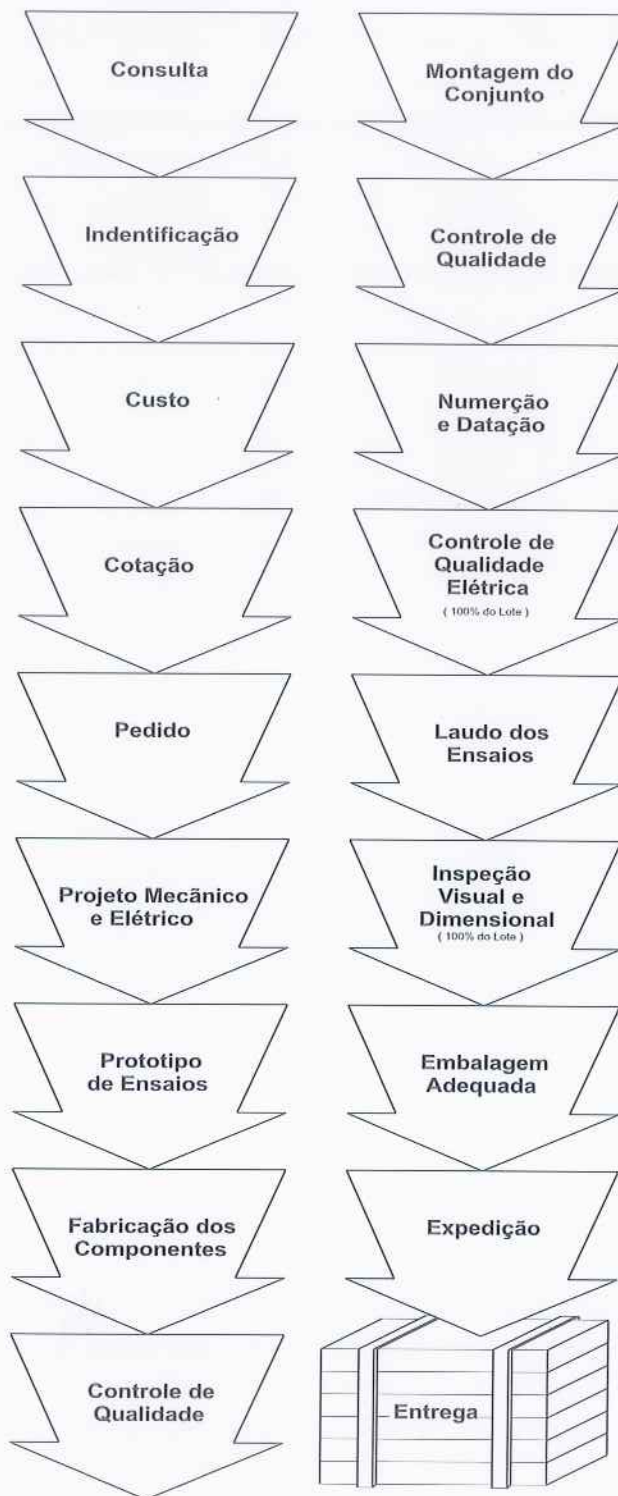 Consulta
Indentificação
Custo
Cotação
Pedido
Projeto Mecânico
e Elétrico
Prototipo
de Ensaios
Fabricação dos
Componentes
Controle de
Qualidade
Montagem do
Conjunto
Controle de
Qualidade
Numerção
e Datação
Controle de
Qualidade
Elétrica
( 100% do Lote )
Laudo dos
Ensaios
Inspeção
Visual e
Dimensional
( 100% do Lote )
Embalagem
Adequada
Expedição
Entrega